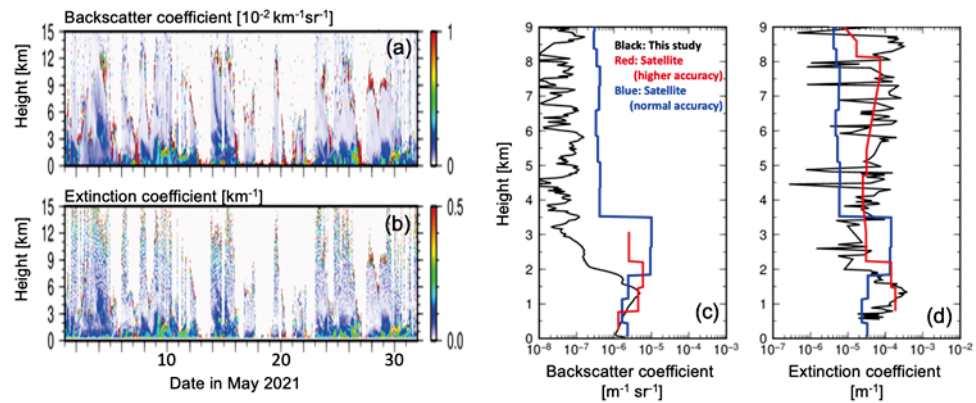 Backscatter coefficient [10-2 km-1sr-1]
(a)
Height [km]
15
12
9
6
3
0
1
0
Extinction coefficient [km-1]
(b)
Height [km]
15
12
9
6
3
0
0.5
0.0
10
20
30
Date in May 2021
Black: This study
Red: Satellite
(higher accuracy)
Blue: Satellite
(normal accuracy)
(c)
Height [km]
9
8
7
6
5
4
3
2
1
0
10-8 10-7 10-6 10-5 10-4 10-3
Backscatter coefficient
[m-1 sr-1]
(d)
9
8
7
6
5
4
3
2
1
0
10-7 10-6 10-5 10-4 10-3 10-2
Extinction coefficient
[m-1]